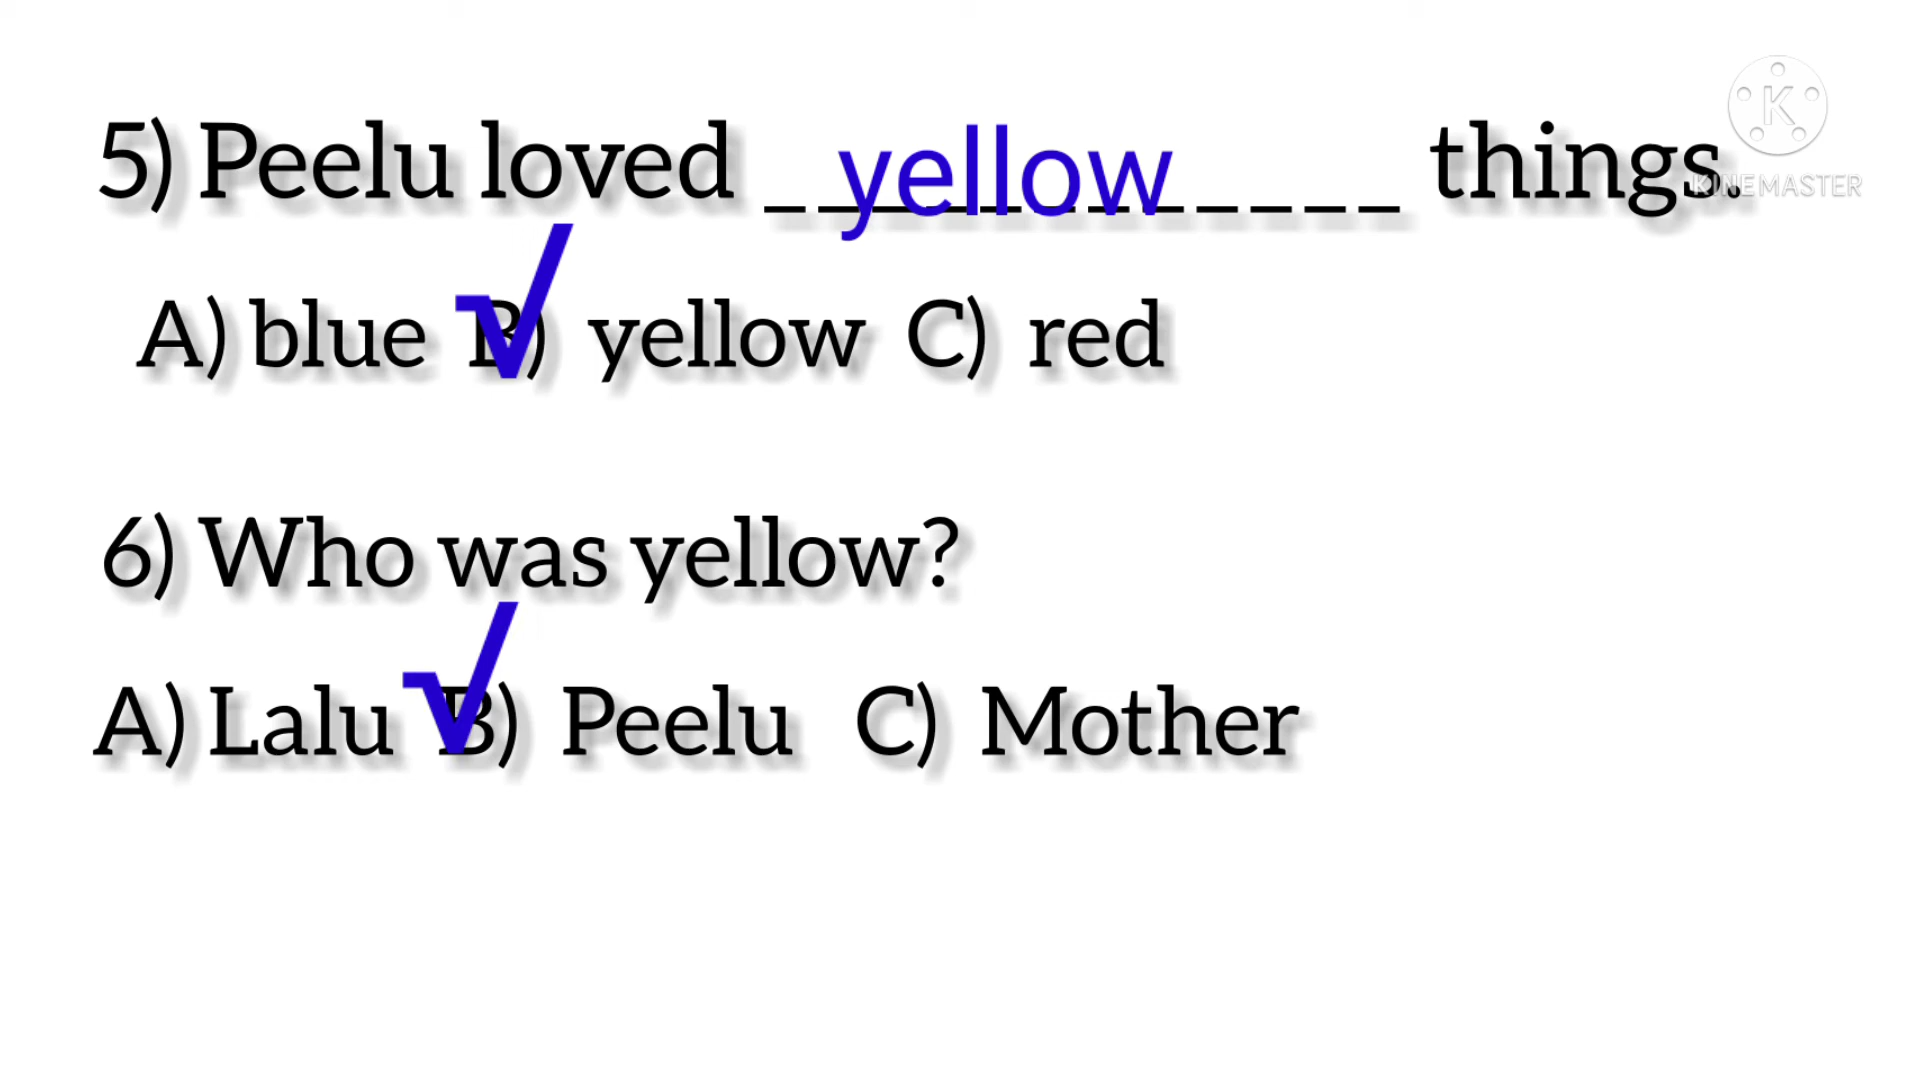 5) Peelu loved _ _ _ yellow _ _ _ _ things.
K
KINEMASTER
A) blue √ B) yellow C) red
6) Who was yellow?
A) Lalu √ B) Peelu C) Mother